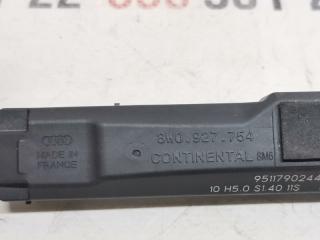 8W0.927.754
MADE IN
FRANCE
CONTINENTAL 8M6
9511790244
10 H5.0 S1.40 11S